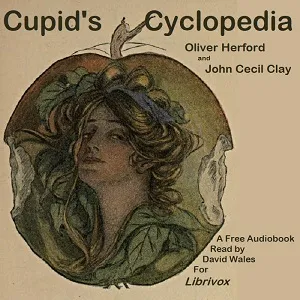 Cupid's Cyclopedia
Oliver Herford
and
John Cecil Clay
A Free Audiobook
Read by
David Wales
For
Librivox